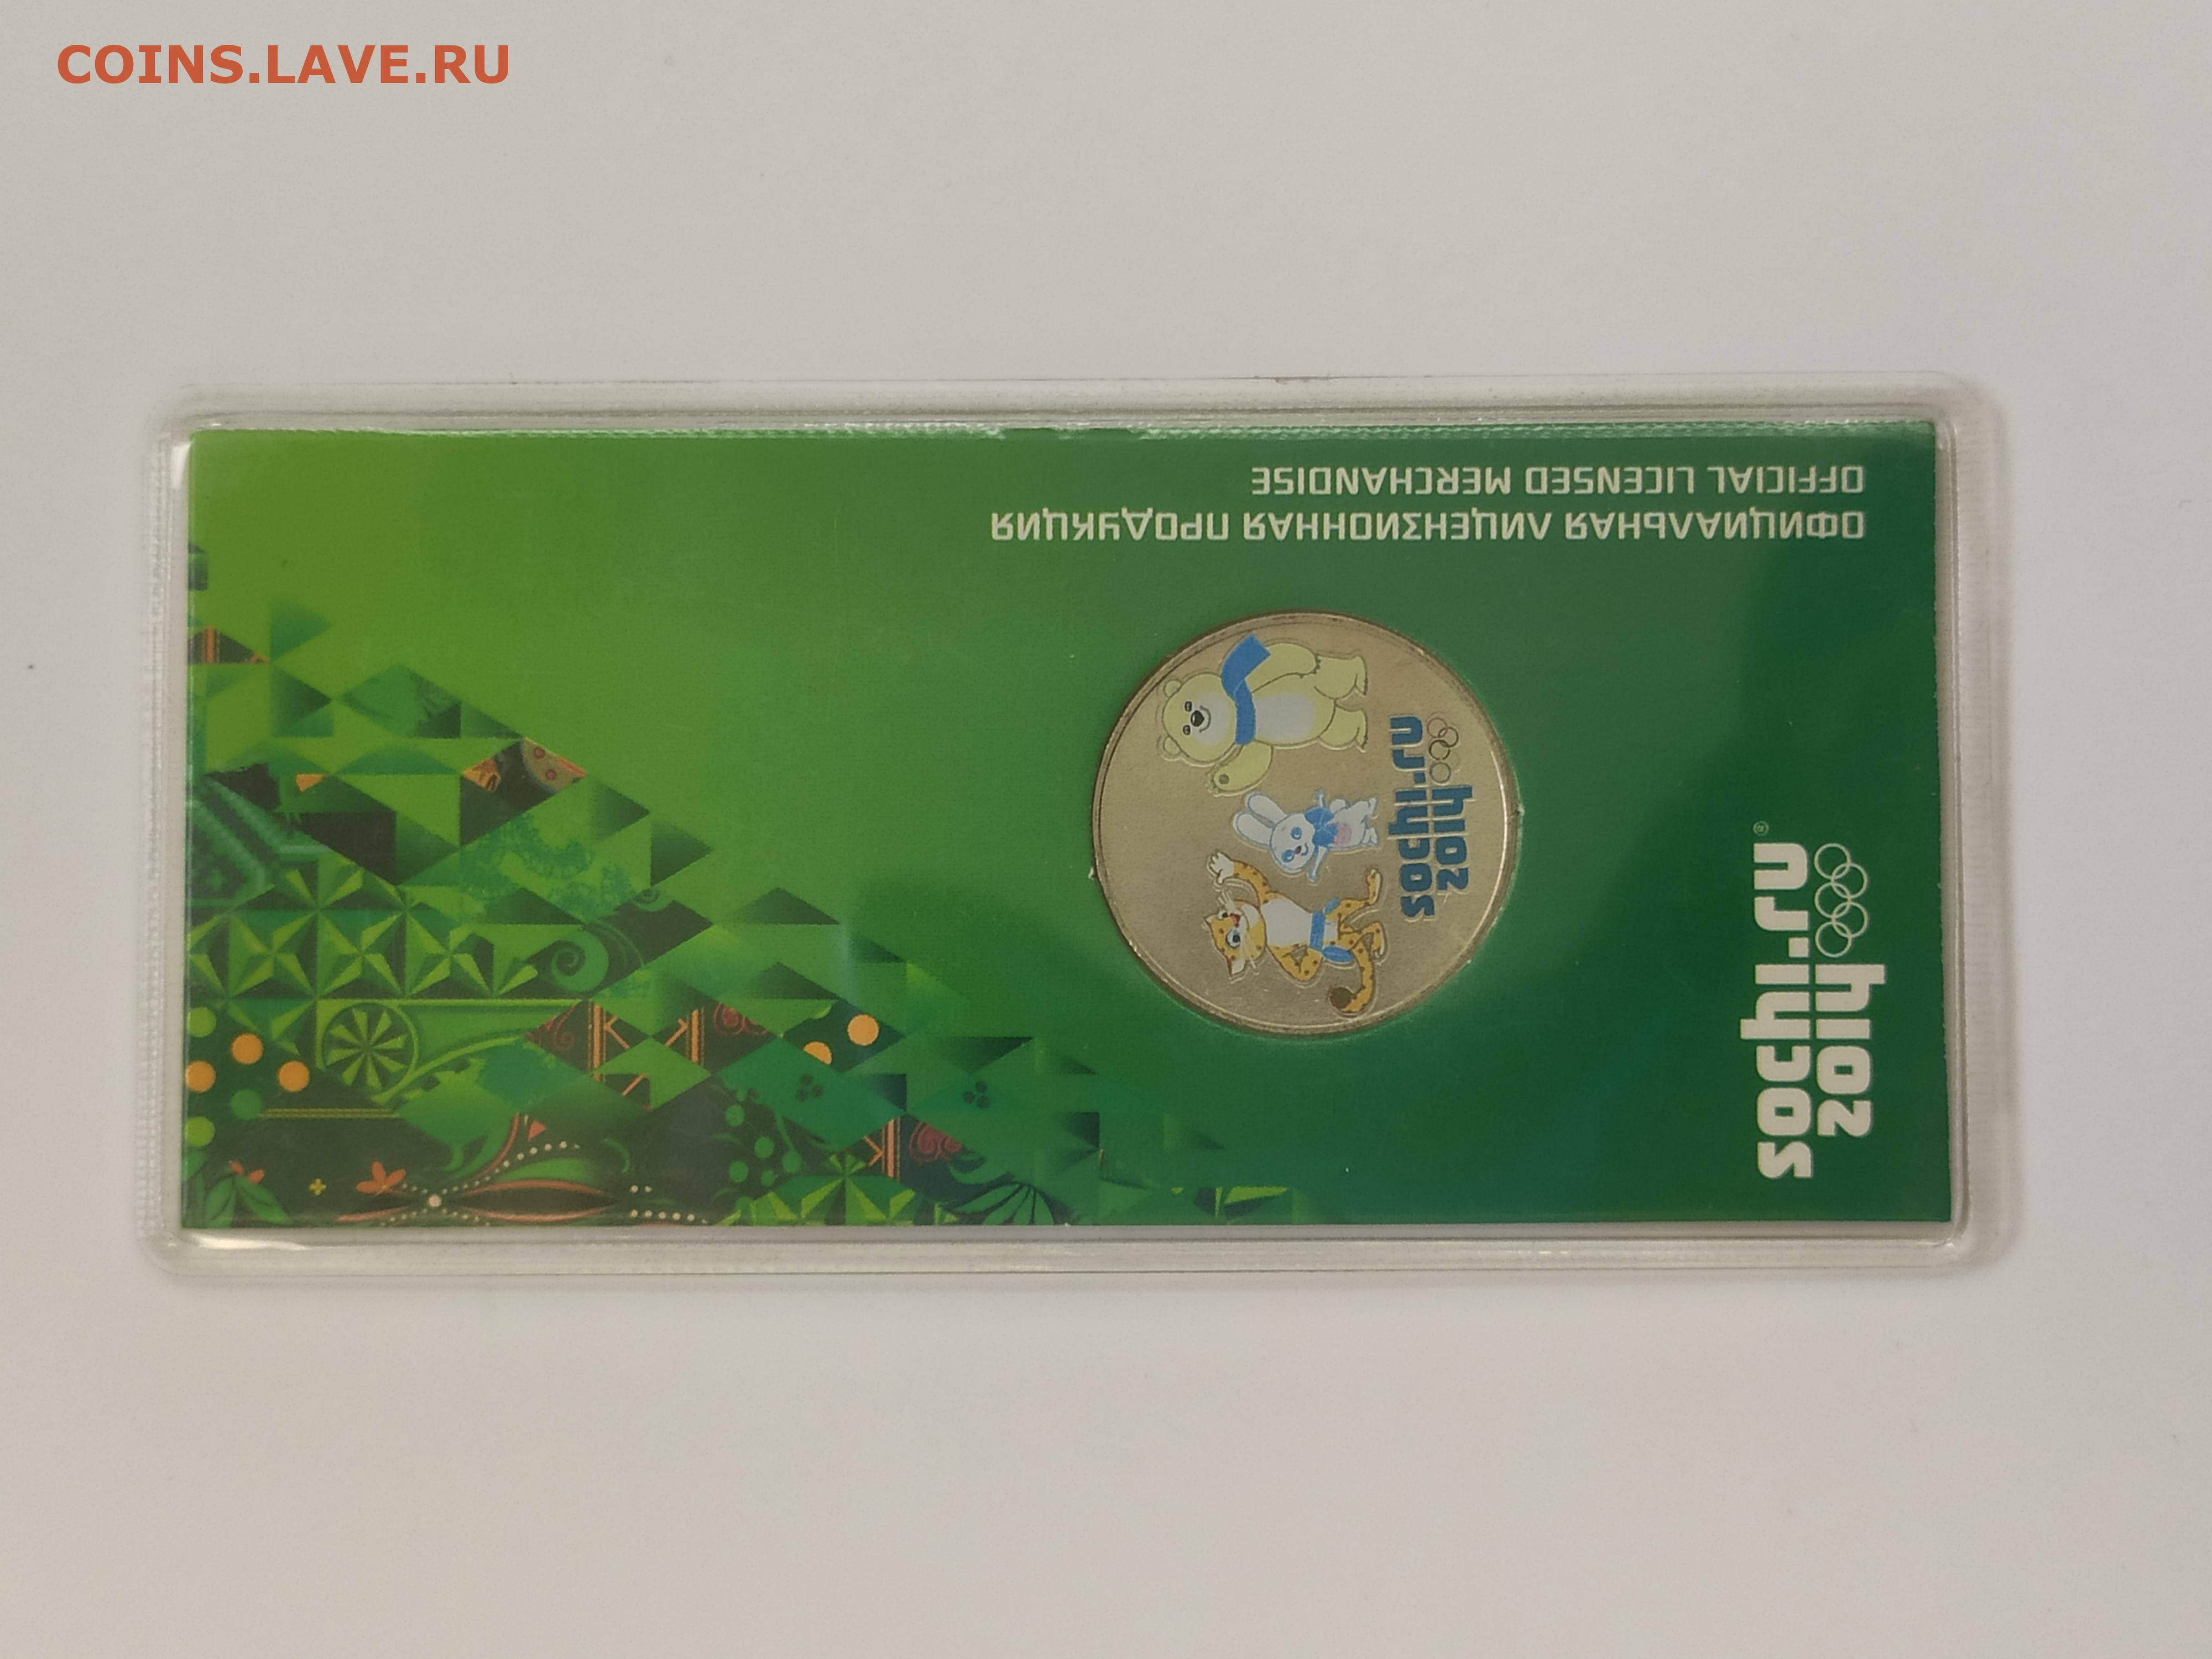 COINS.LAVE.RU
ОФИЦИАЛЬНАЯ ЛИЦЕНЗИОННАЯ ПРОДУКЦИЯ
OFFICIAL LICENSED MERCHANDISE
sochi.ru
2014
sochi.ru®
2014